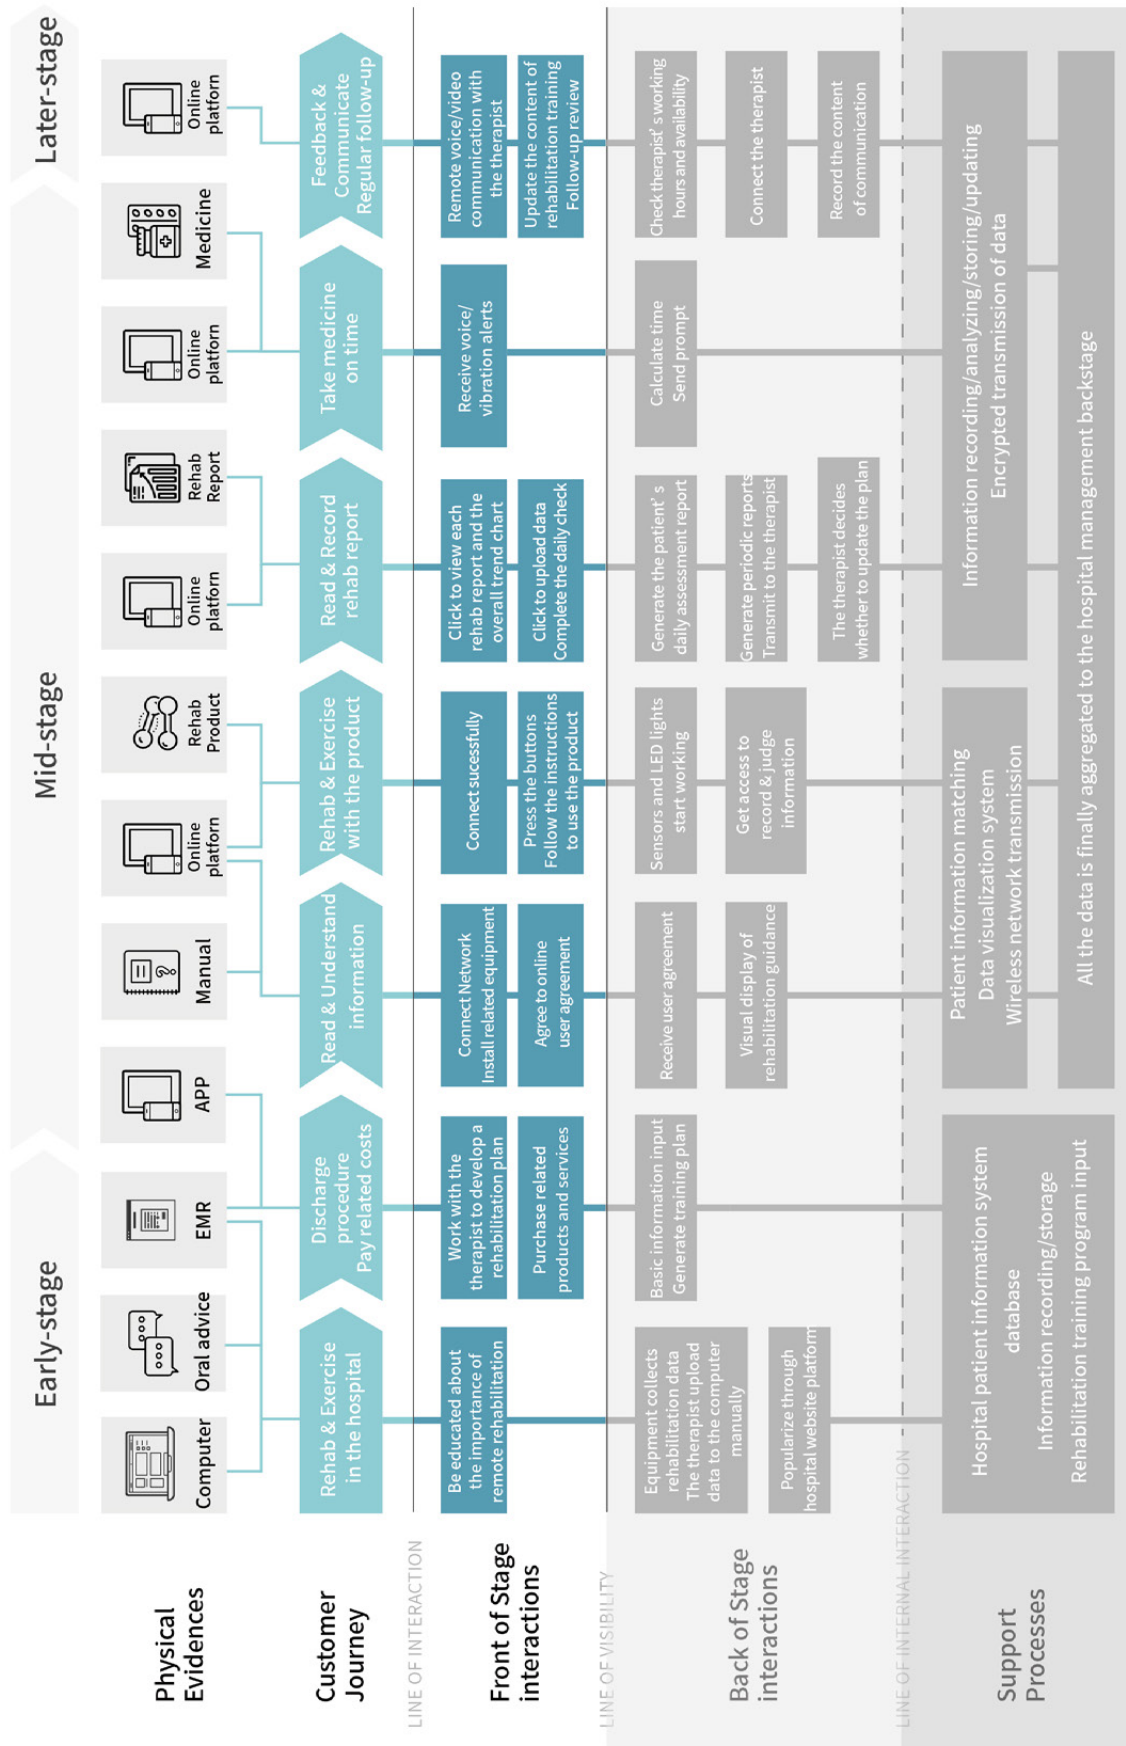 Early-stage
Mid-stage
Later-stage
Physical
Evidences
Computer
Oral advice
EMR
APP
Manual
Online
platforn
Rehab
Product
Online
platforn
Rehab
Report
Online
platforn
Medicine
Online
platforn
Customer
Journey
Rehab & Exercise
in the hospital
Discharge
procedure
Pay related costs
Read & Understand
information
Rehab & Exercise
with the product
Read & Record
rehab report
Take medicine
on time
Feedback &
Communicate
Regular follow-up
LINE OF INTERACTION
Front of Stage
interactions
Be educated about
the importance of
remote rehabilitation
Work with the
therapist to develop a
rehabilitation plan
Purchase related
products and services
Connect Network
Install related equipment
Agree to online
user agreement
Connect sucessfully
Press the buttons
Follow the instructions
to use the product
Click to view each
rehab report and the
overall trend chart
Click to upload data
Complete the daily check
Receive voice/
vibration alerts
Remote voice/video
communication with
the therapist
Update the content of
rehabilitation training
Follow-up review
LINE OF VISIBILITY
Back of Stage
interactions
Equipment collects
rehabilitation data
The therapist upload
data to the computer
manually
Popularize through
hospital website platform
Basic information input
Generate training plan
Receive user agreement
Visual display of
rehabilitation guidance
Sensors and LED lights
start working
Get access to
record & judge
information
Generate the patient’s
daily assessment report
Generate periodic reports
Transmit to the therapist
The therapist decides
whether to update the plan
Calculate time
Send prompt
Check therapist’s working
hours and availability
Connect the therapist
Record the content
of communication
LINE OF INTERNAL INTERACTION
Support
Processes
Hospital patient information system
database
Information recording/storage
Rehabilitation training program input
Patient information matching
Data visualization system
Wireless network transmission
Information recording/analyzing/storing/updating
Encrypted transmission of data
All the data is finally aggregated to the hospital management backstage